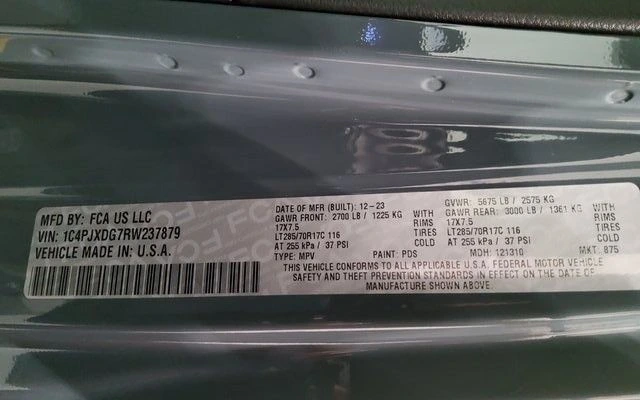 MFD BY: FCA US LLC
VIN: 1C4PJXDG7RW237879
VEHICLE MADE IN: U.S.A.
DATE OF MFR (BUILT): 12-23
GAWR FRONT: 2700 LB / 1225 KG WITH
17X7.5 RIMS
LT285/70R17C 116 TIRES
AT 255 kPa / 37 PSI COLD
TYPE: MPV PAINT: PDS
GVWR: 5675 LB / 2575 KG
GAWR REAR: 3000 LB / 1361 KG WITH
17X7.5 RIMS
LT285/70R17C 116 TIRES
AT 255 kPa / 37 PSI COLD
MDH: 121310 MKT. 875
THIS VEHICLE CONFORMS TO ALL APPLICABLE U.S.A. FEDERAL MOTOR VEHICLE
SAFETY AND THEFT PREVENTION STANDARDS IN EFFECT ON THE DATE OF
MANUFACTURE SHOWN ABOVE.